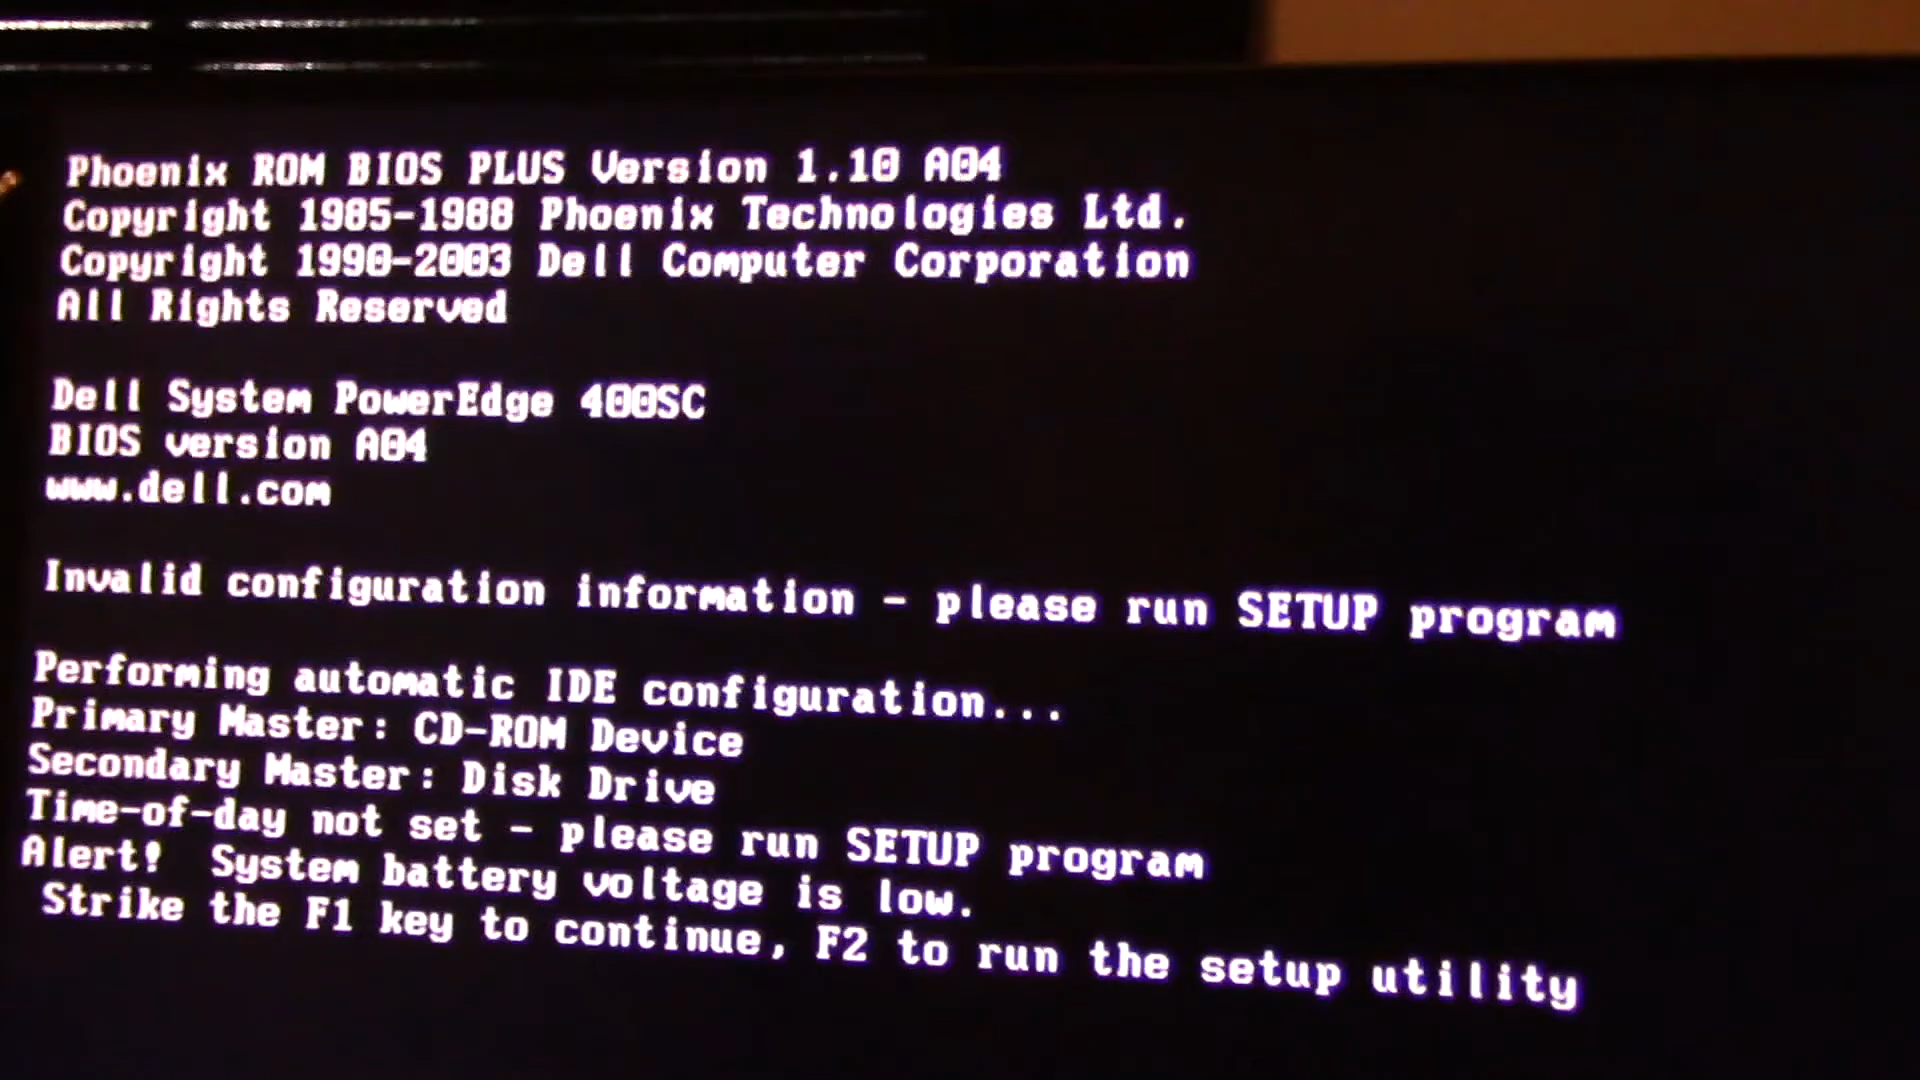 Phoenix ROM BIOS PLUS Version 1.10 A04
Copyright 1985-1988 Phoenix Technologies Ltd.
Copyright 1990-2003 Dell Computer Corporation
All Rights Reserved
Dell System PowerEdge 400SC
BIOS version A04
www.dell.com
Invalid configuration information - please run SETUP program
Performing automatic IDE configuration...
Primary Master: CD-ROM Device
Secondary Master: Disk Drive
Time-of-day not set - please run SETUP program
Alert!  System battery voltage is low.
Strike the F1 key to continue, F2 to run the setup utility